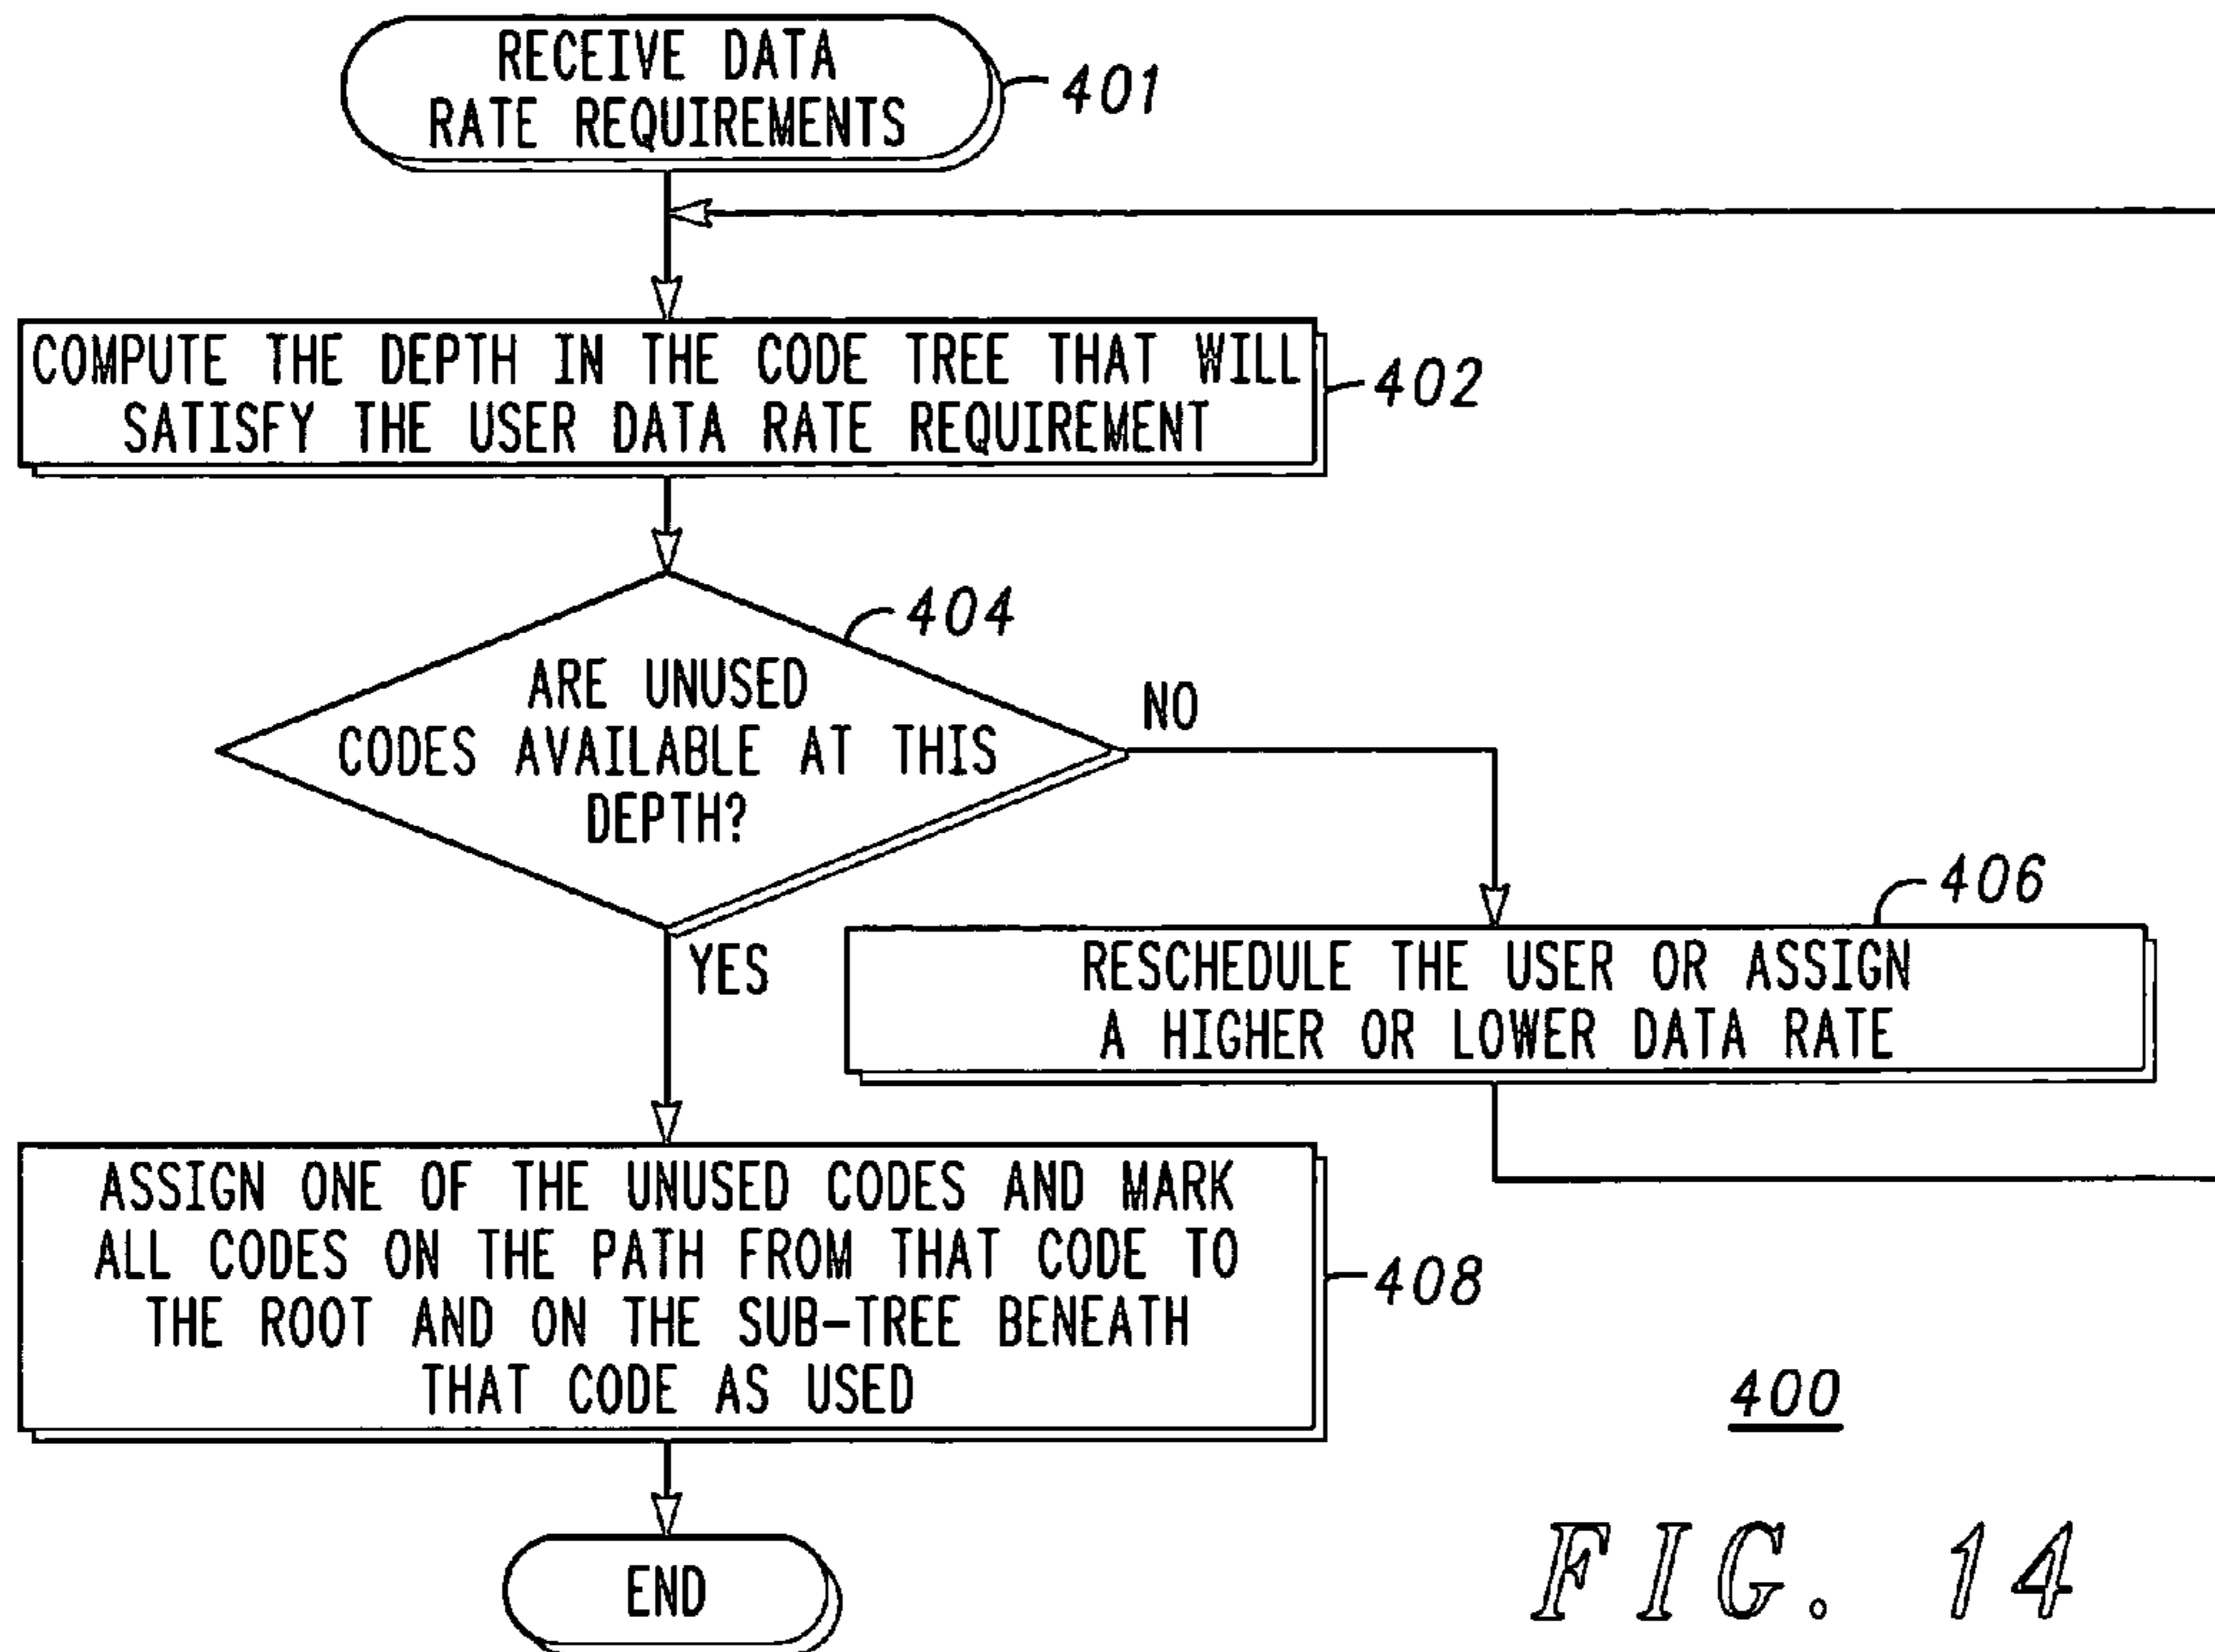 RECEIVE DATA
RATE REQUIREMENTS
401
COMPUTE THE DEPTH IN THE CODE TREE THAT WILL
SATISFY THE USER DATA RATE REQUIREMENT
402
404
ARE UNUSED
CODES AVAILABLE AT THIS
DEPTH?
NO
YES
406
RESCHEDULE THE USER OR ASSIGN
A HIGHER OR LOWER DATA RATE
ASSIGN ONE OF THE UNUSED CODES AND MARK
ALL CODES ON THE PATH FROM THAT CODE TO
THE ROOT AND ON THE SUB-TREE BENEATH
THAT CODE AS USED
408
400
END
FIG. 14